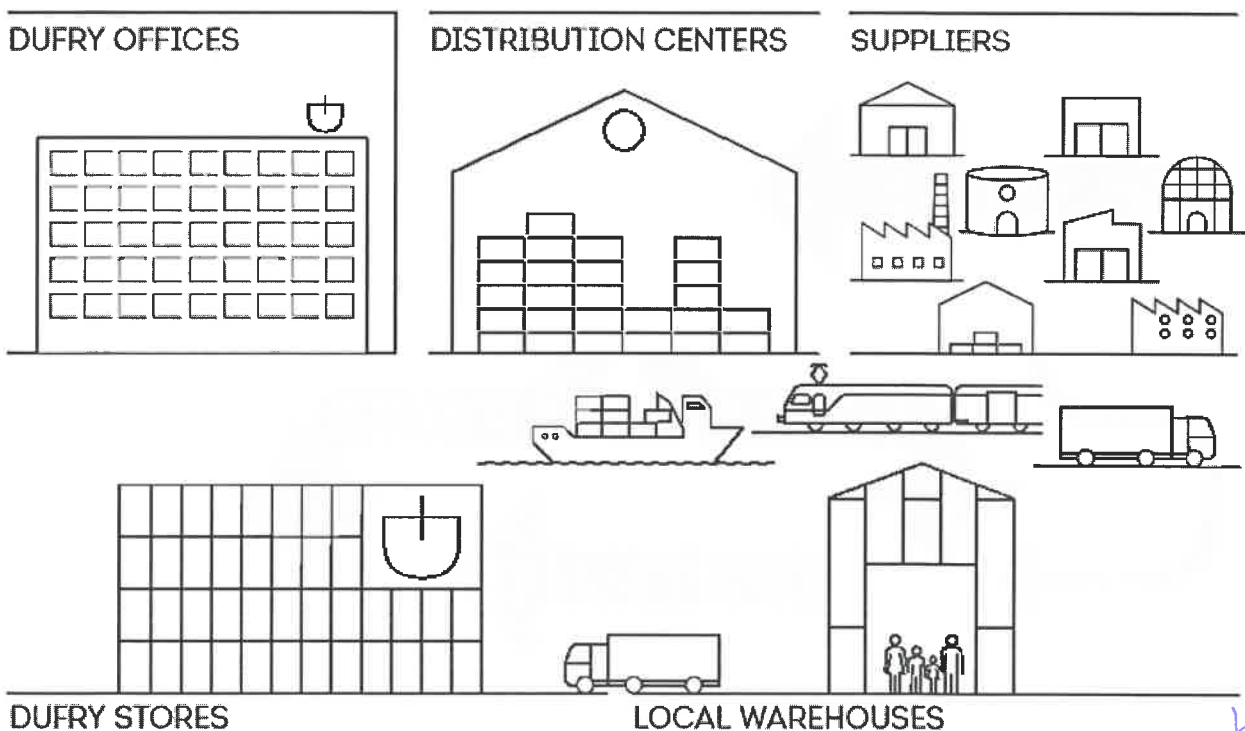 DUFRY OFFICES
DISTRIBUTION CENTERS
SUPPLIERS
DUFRY STORES
LOCAL WAREHOUSES